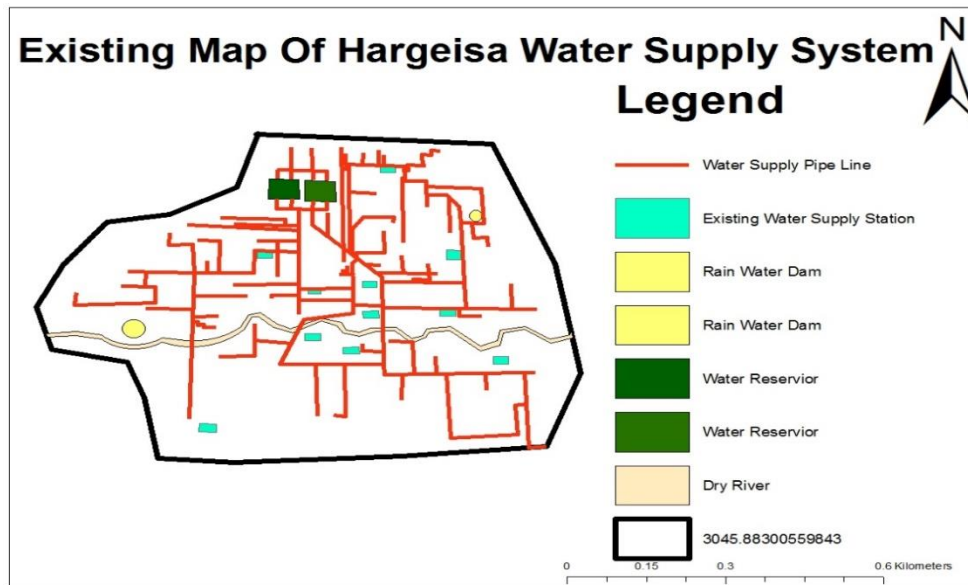 Existing Map Of Hargeisa Water Supply System
N
Legend
Water Supply Pipe Line
Existing Water Supply Station
Rain Water Dam
Rain Water Dam
Water Reservior
Water Reservior
Dry River
3045.88300559843
0 0.15 0.3 0.6 Kilometers